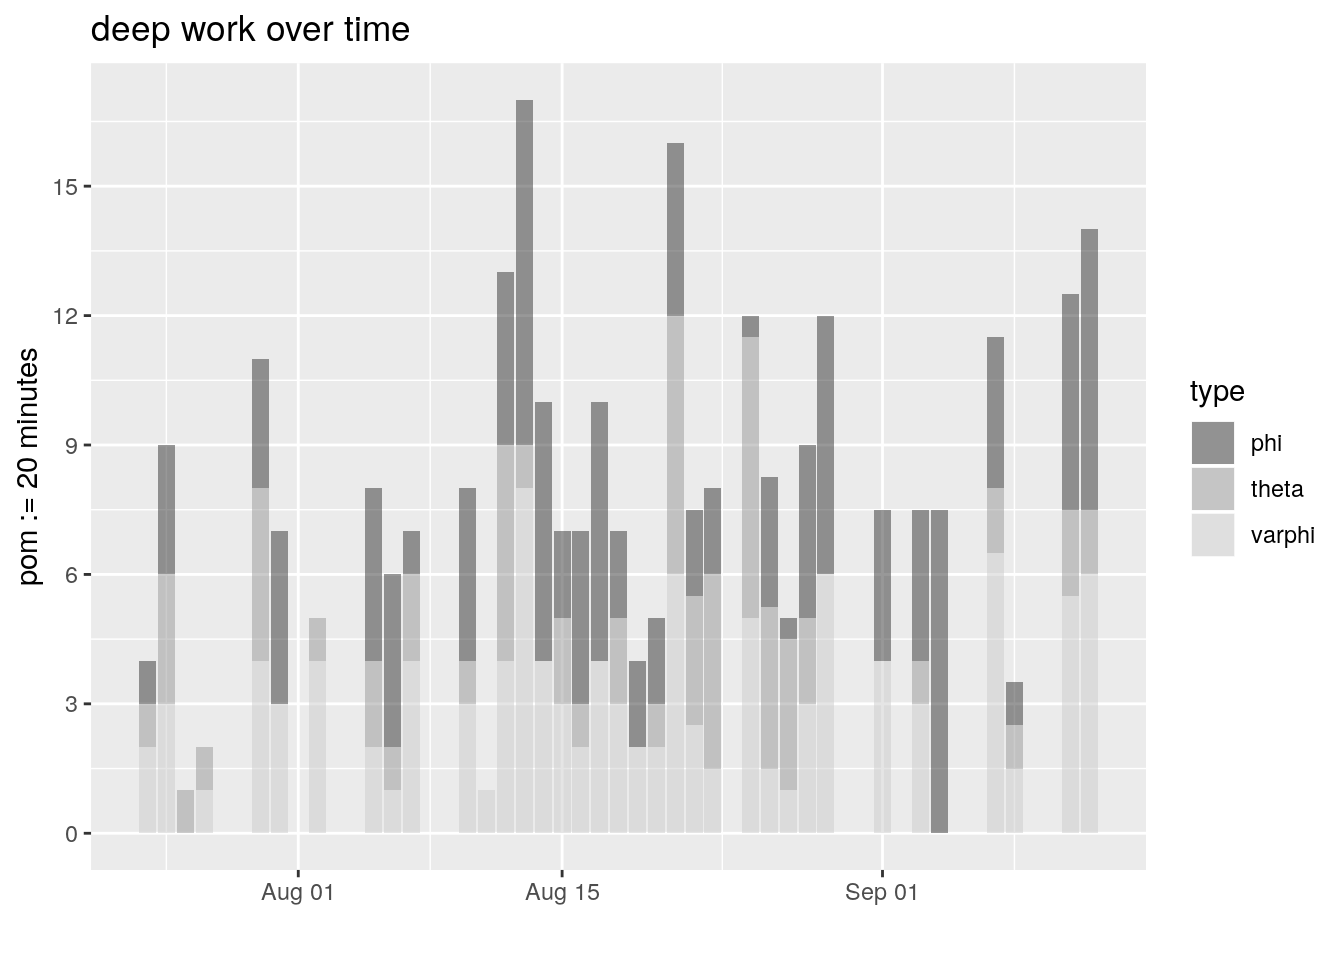 deep work over time
pom := 20 minutes
15
12
9
6
3
0
Aug 01
Aug 15
Sep 01
type
phi
theta
varphi